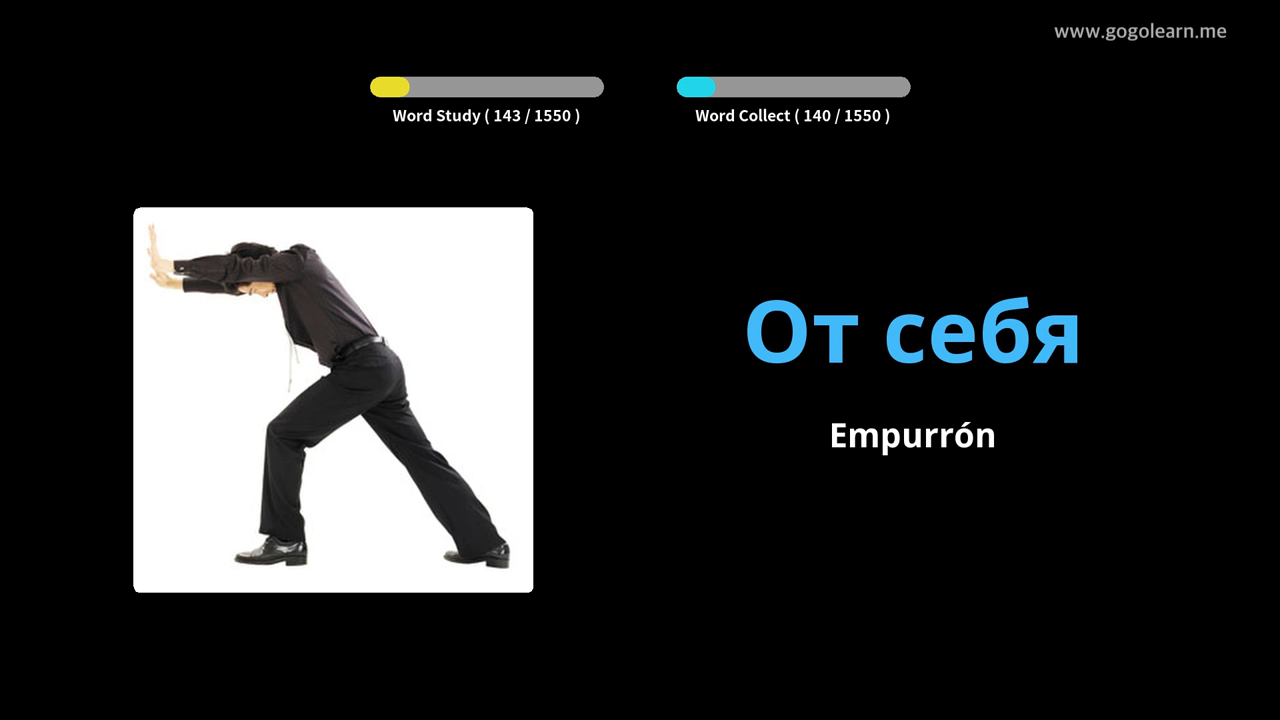 www.gogolearn.me
Word Study ( 143 / 1550 )
Word Collect ( 140 / 1550 )
От себя
Empurrón